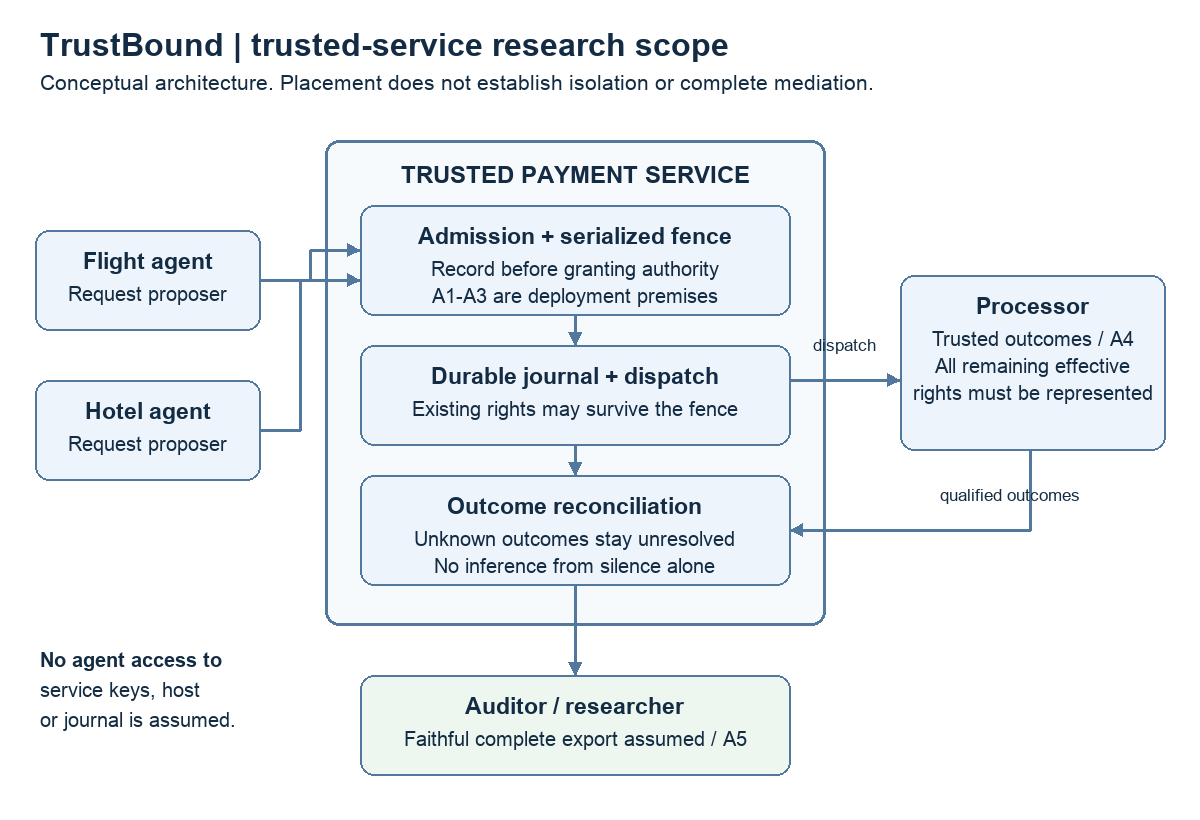 TrustBound | trusted-service research scope
Conceptual architecture. Placement does not establish isolation or complete mediation.
TRUSTED PAYMENT SERVICE
Admission + serialized fence
Record before granting authority
A1-A3 are deployment premises
Flight agent
Request proposer
Hotel agent
Request proposer
Durable journal + dispatch
Existing rights may survive the fence
dispatch
Processor
Trusted outcomes / A4
All remaining effective
rights must be represented
qualified outcomes
Outcome reconciliation
Unknown outcomes stay unresolved
No inference from silence alone
No agent access to
service keys, host
or journal is assumed.
Auditor / researcher
Faithful complete export assumed / A5